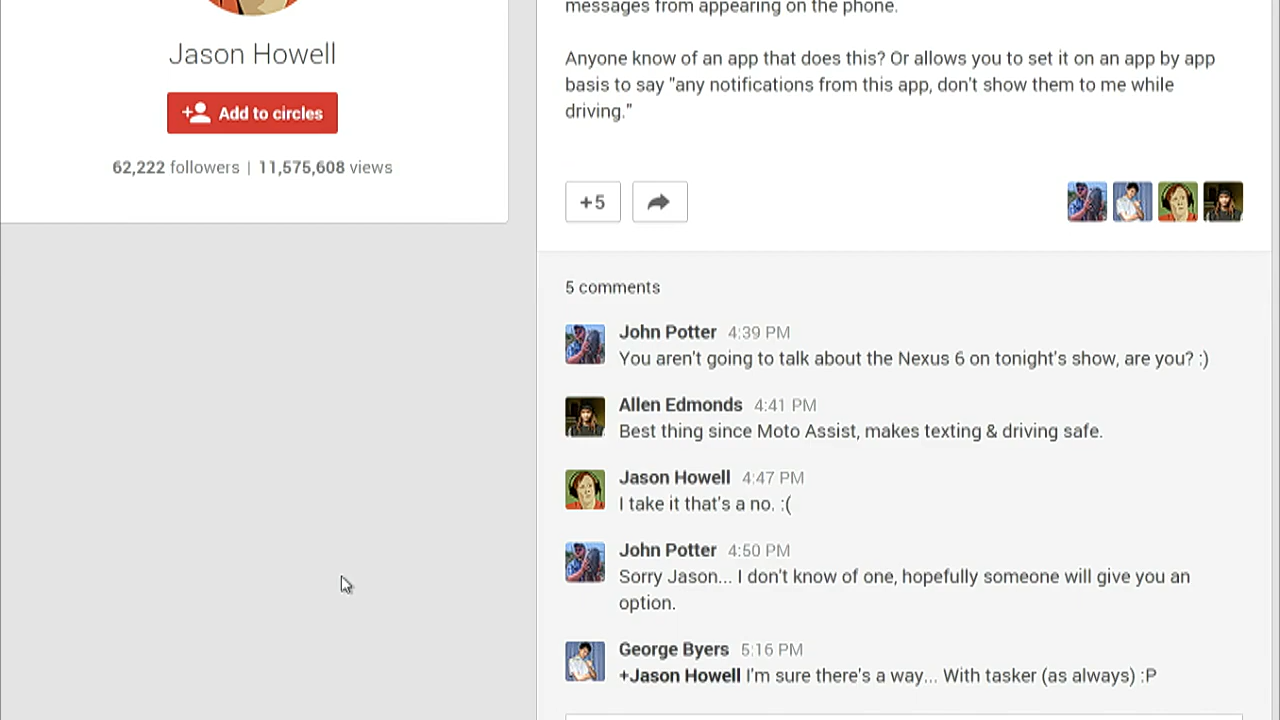 Jason Howell
Add to circles
62,222 followers | 11,575,608 views
messages from appearing on the phone.
Anyone know of an app that does this? Or allows you to set it on an app by app
basis to say "any notifications from this app, don't show them to me while
driving."
+5
5 comments
John Potter 4:39 PM
You aren't going to talk about the Nexus 6 on tonight's show, are you? :)
Allen Edmonds 4:41 PM
Best thing since Moto Assist, makes texting & driving safe.
Jason Howell 4:47 PM
I take it that's a no. :(
John Potter 4:50 PM
Sorry Jason... I don't know of one, hopefully someone will give you an
option.
George Byers 5:16 PM
+Jason Howell I'm sure there's a way... With tasker (as always) :P